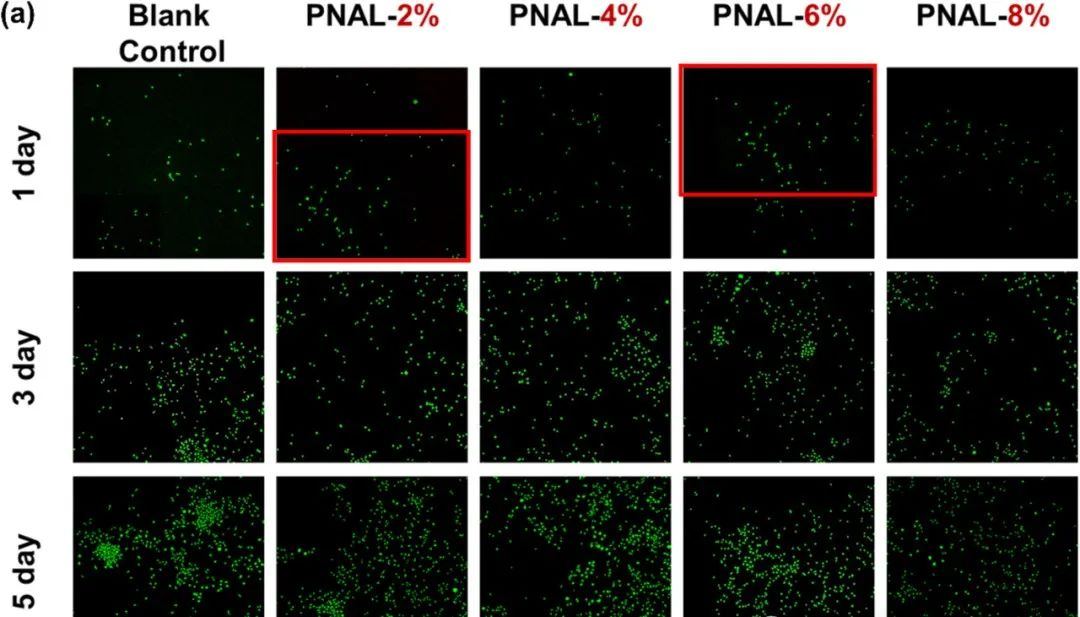 (a)
Blank Control
PNAL-2%
PNAL-4%
PNAL-6%
PNAL-8%
1 day
3 day
5 day